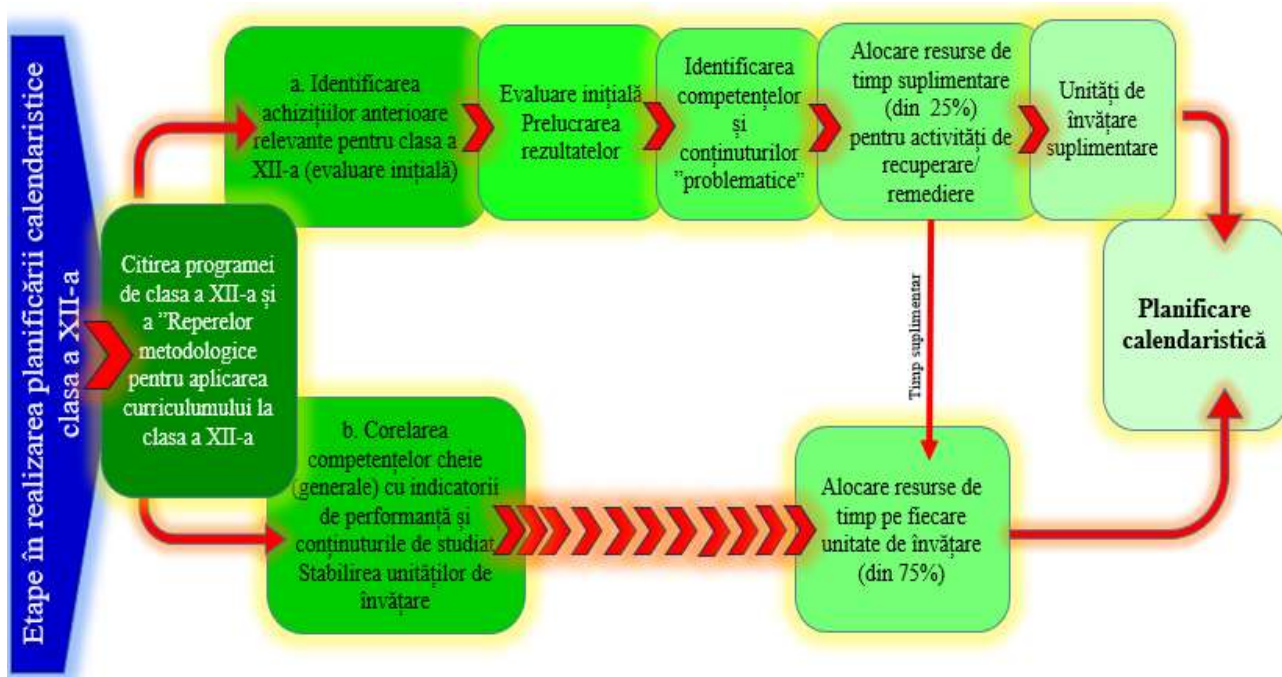 Etape în realizarea planificării calendaristice
clasa a XII-a
Citirea programei
de clasa a XII-a și
a ”Reperelor
metodologice
pentru aplicarea
curriculumului la
clasa a XII-a
a. Identificarea
achizițiilor anterioare
relevante pentru clasa a
XII-a (evaluare inițială)
Evaluare inițială
Prelucrarea
rezultatelor
Identificarea
competențelor
și
conținuturilor
”problematice”
Alocare resurse de
timp suplimentare
(din 25%)
pentru activități de
recuperare/
remediere
Unități de
învățare
suplimentare
Timp suplimentar
b. Corelarea
competențelor cheie
(generale) cu indicatorii
de performanță și
conținuturile de studiat
Stabilirea unităților de
învățare
Alocare resurse de
timp pe fiecare
unitate de învățare
(din 75%)
Planificare
calendaristică